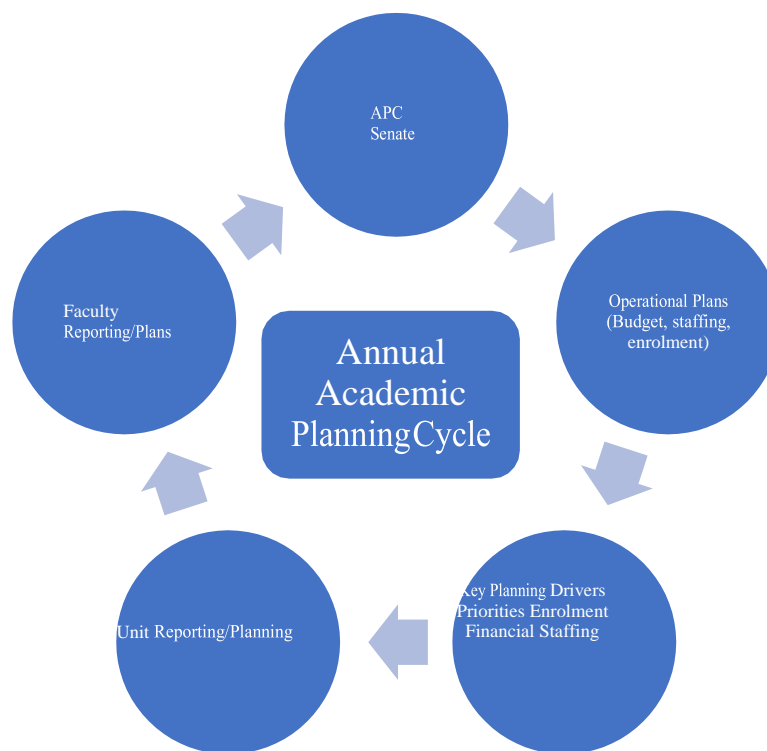 APC
Senate
Operational Plans
(Budget, staffing,
enrolment)
Key Planning Drivers
Priorities Enrolment
Financial Staffing
Unit Reporting/Planning
Faculty
Reporting/Plans
Annual
Academic
PlanningCycle